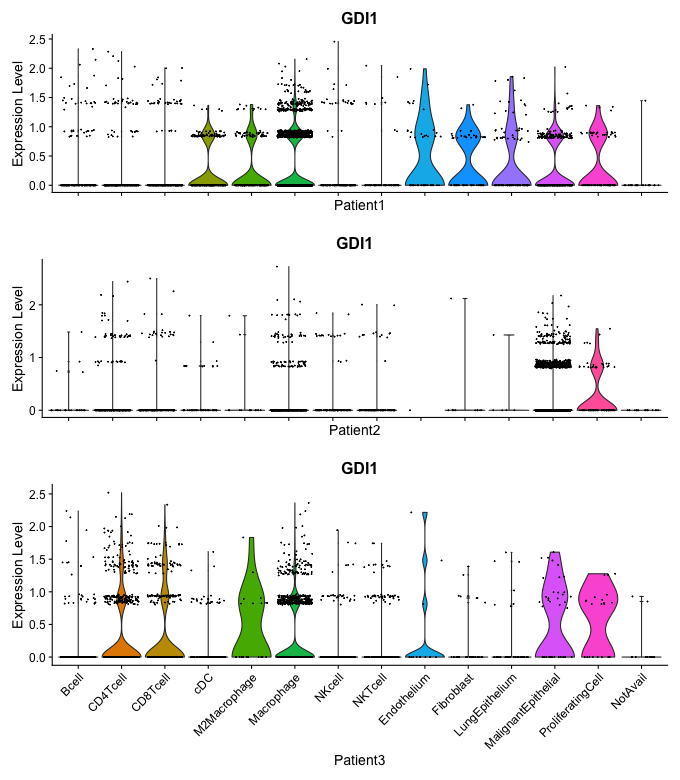 GDI1
Expression Level
2.5
2.0
1.5
1.0
0.5
0.0
Patient1
GDI1
Expression Level
2
1
0
Patient2
GDI1
Expression Level
2.5
2.0
1.5
1.0
0.5
0.0
Bcell
CD4Tcell
CD8Tcell
cDC
M2Macrophage
Macrophage
NKcell
NKTcell
Endothelium
Fibroblast
LungEpithelium
MalignantEpithelial
ProliferatingCell
NotAvail
Patient3